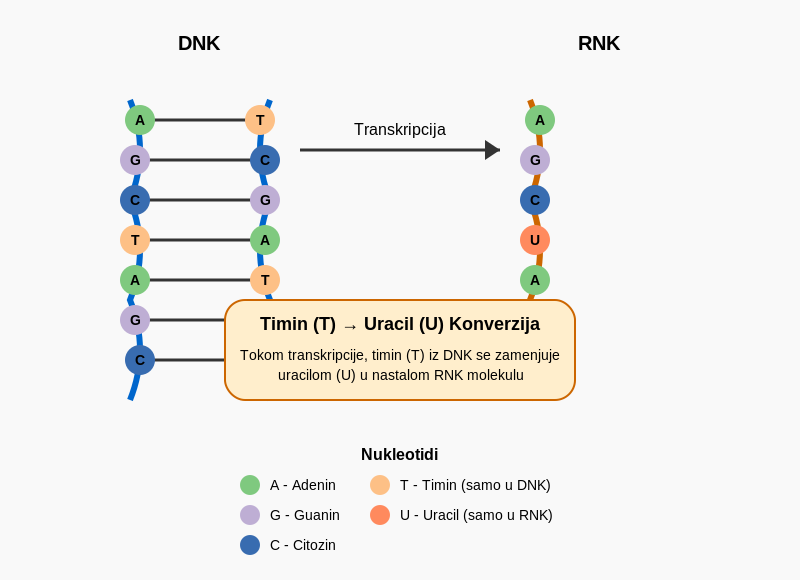 DNK
RNK
Transkripcija
A T A
G C G
C G C
T A U
A T A
G
C
Timin (T) → Uracil (U) Konverzija
Tokom transkripcije, timin (T) iz DNK se zamenjuje
uracilom (U) u nastalom RNK molekulu
Nukleotidi
A - Adenin
T - Timin (samo u DNK)
G - Guanin
U - Uracil (samo u RNK)
C - Citozin